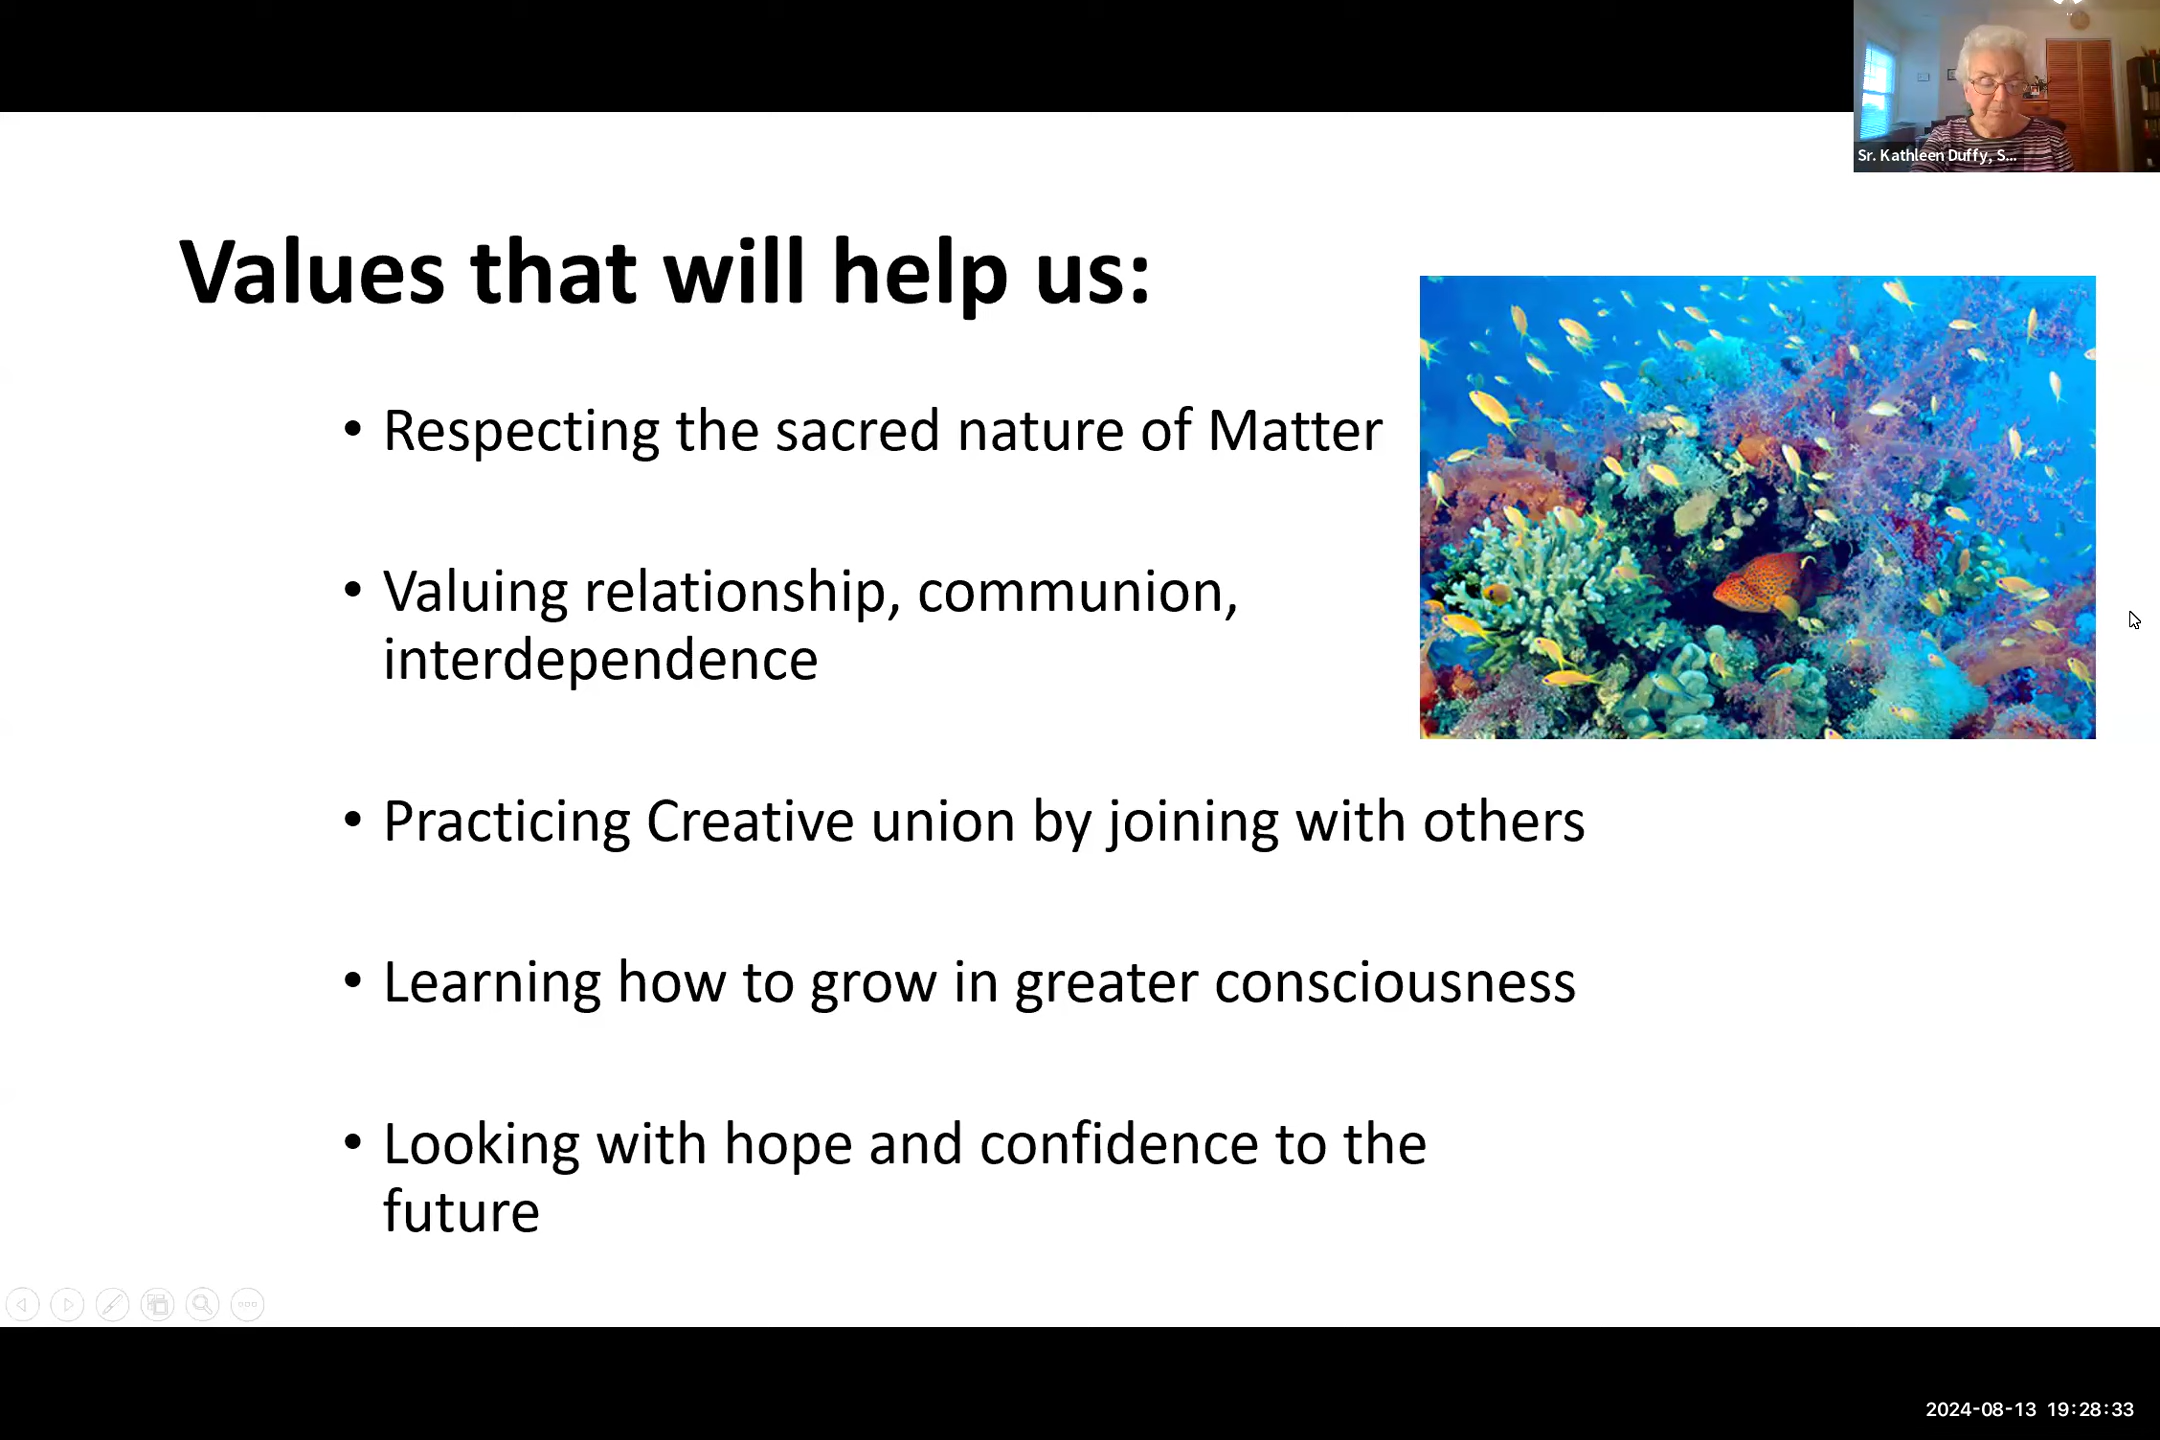 Sr. Kathleen Duffy, S...
Values that will help us:
• Respecting the sacred nature of Matter
• Valuing relationship, communion,
interdependence
• Practicing Creative union by joining with others
• Learning how to grow in greater consciousness
• Looking with hope and confidence to the
future
2024-08-13 19:28:33